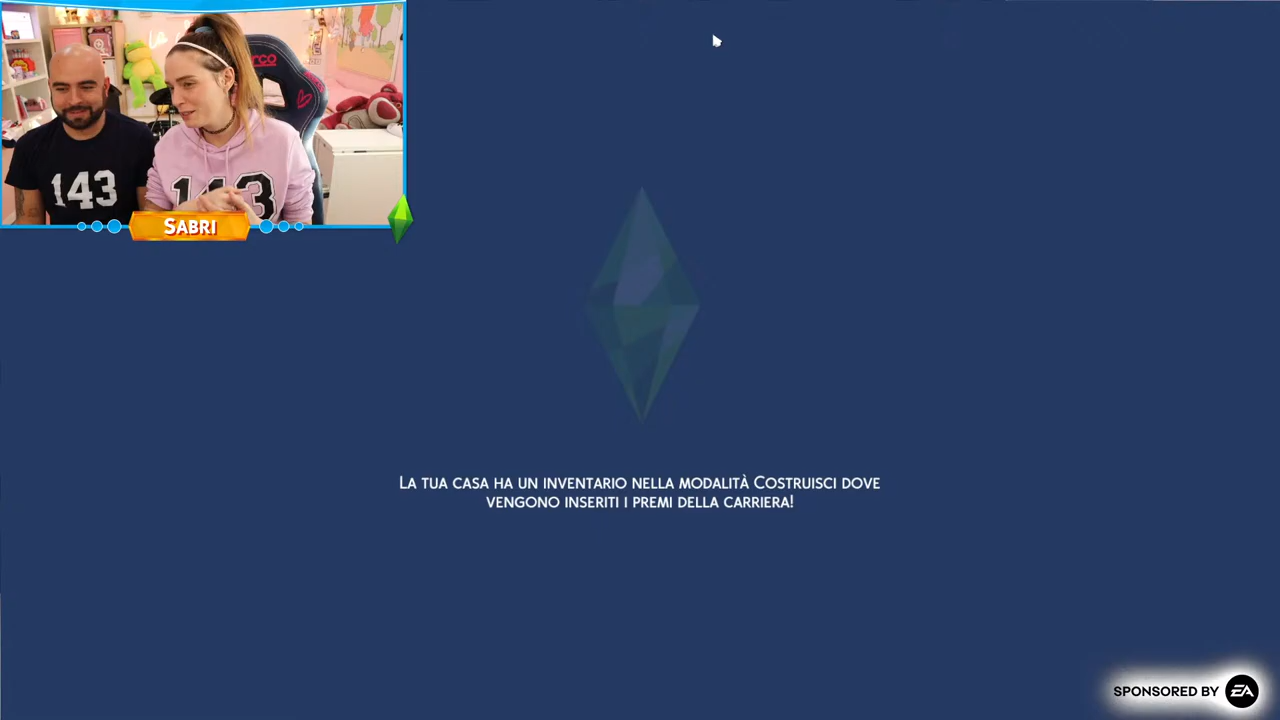 rco
143
143
SABRI
LA TUA CASA HA UN INVENTARIO NELLA MODALITÀ COSTRUISCI DOVE
VENGONO INSERITI I PREMI DELLA CARRIERA!
SPONSORED BY EA